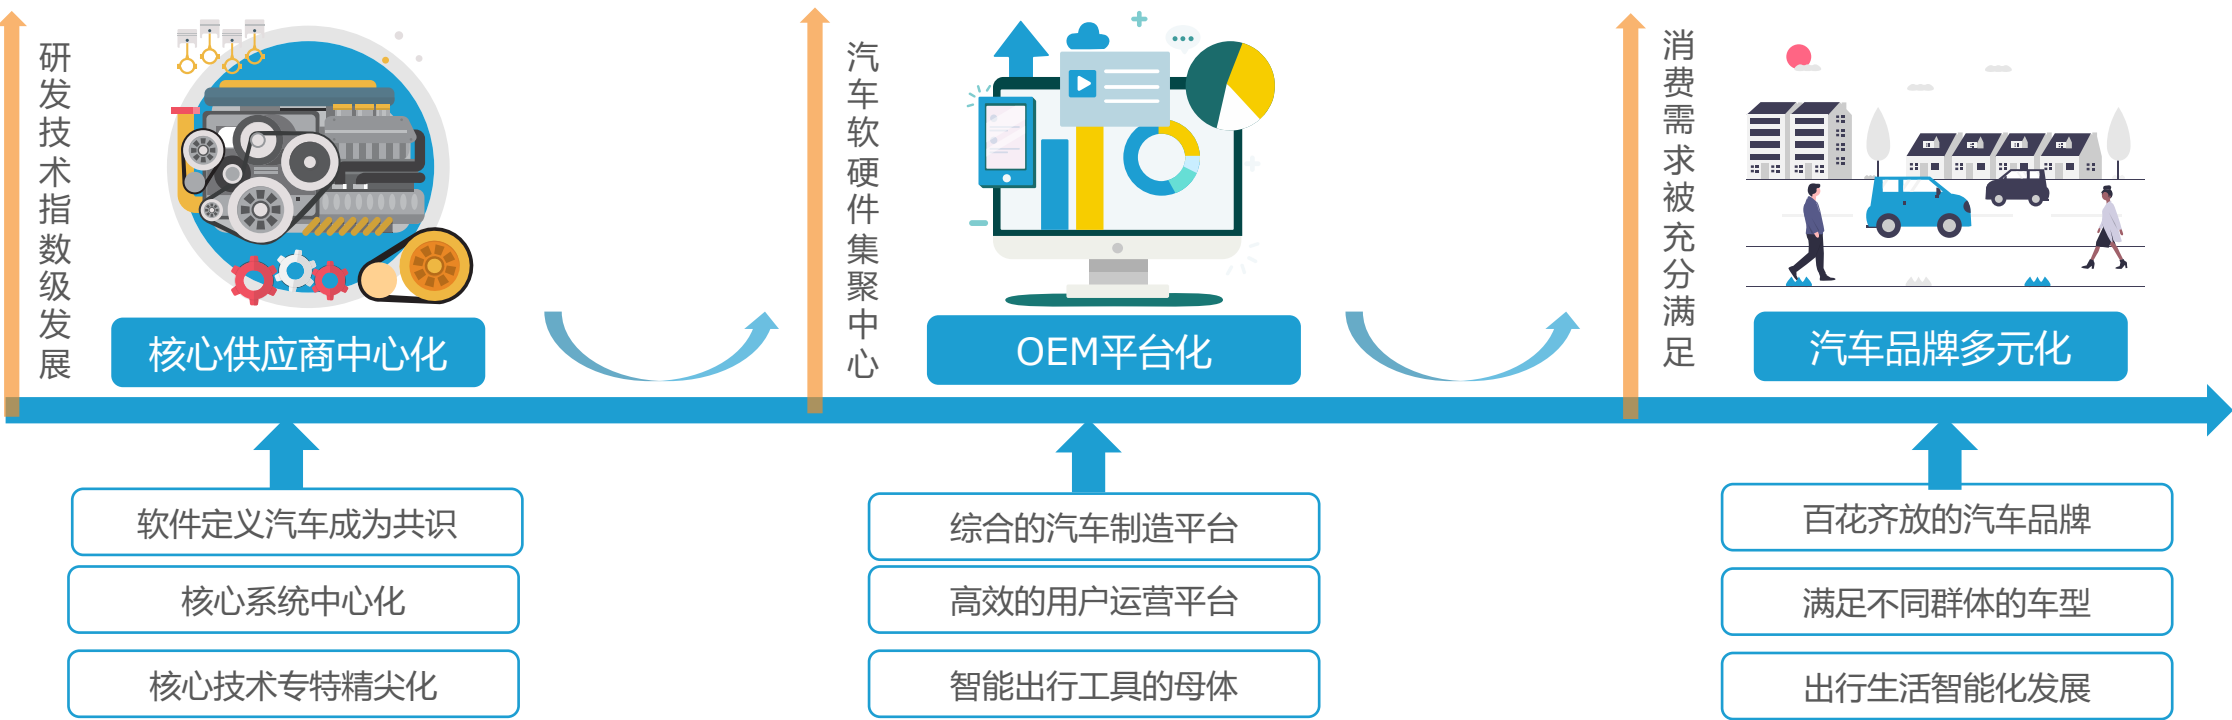 研发技术指数级发展
核心供应商中心化
软件定义汽车成为共识
核心系统中心化
核心技术专特精尖化
汽车软硬件集聚中心
OEM平台化
综合的汽车制造平台
高效的用户运营平台
智能出行工具的母体
消费需求被充分满足
汽车品牌多元化
百花齐放的汽车品牌
满足不同群体的车型
出行生活智能化发展